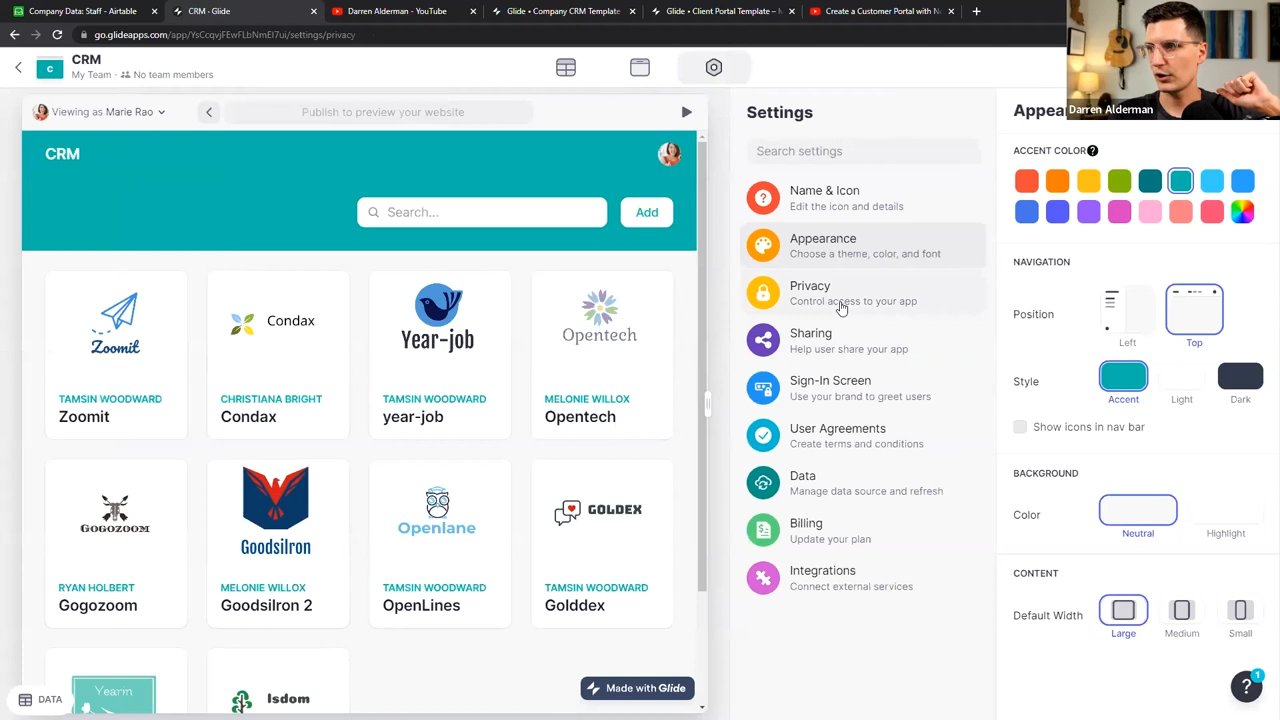 Company Data: Staff - Airtable
CRM · Glide
Darren Alderman - YouTube
Glide • Company CRM Template
Glide • Client Portal Template –
Create a Customer Portal with N
go.glideapps.com/app/YsCcqvjFEwFLbNmEI7ui/settings/privacy
C
CRM
My Team · No team members
Viewing as Marie Rao
Publish to preview your website
CRM
Search...
Add
Zoomit
TAMSIN WOODWARD
Zoomit
Condax
CHRISTIANA BRIGHT
Condax
Year-job
TAMSIN WOODWARD
year-job
Opentech
MELONIE WILLOX
Opentech
GOGOZOOM
RYAN HOLBERT
Gogozoom
GoodsiIron
MELONIE WILLOX
GoodsiIron 2
Openlane
TAMSIN WOODWARD
OpenLines
GOLDEX
TAMSIN WOODWARD
Golddex
Yearm
Isdom
DATA
Made with Glide
Settings
Search settings
Name & Icon
Edit the icon and details
Appearance
Choose a theme, color, and font
Privacy
Control access to your app
Sharing
Help user share your app
Sign-In Screen
Use your brand to greet users
User Agreements
Create terms and conditions
Data
Manage data source and refresh
Billing
Update your plan
Integrations
Connect external services
Darren Alderman
Appea
ACCENT COLOR
NAVIGATION
Position
Left
Top
Style
Accent
Light
Dark
Show icons in nav bar
BACKGROUND
Color
Neutral
Highlight
CONTENT
Default Width
Large
Medium
Small
?
1